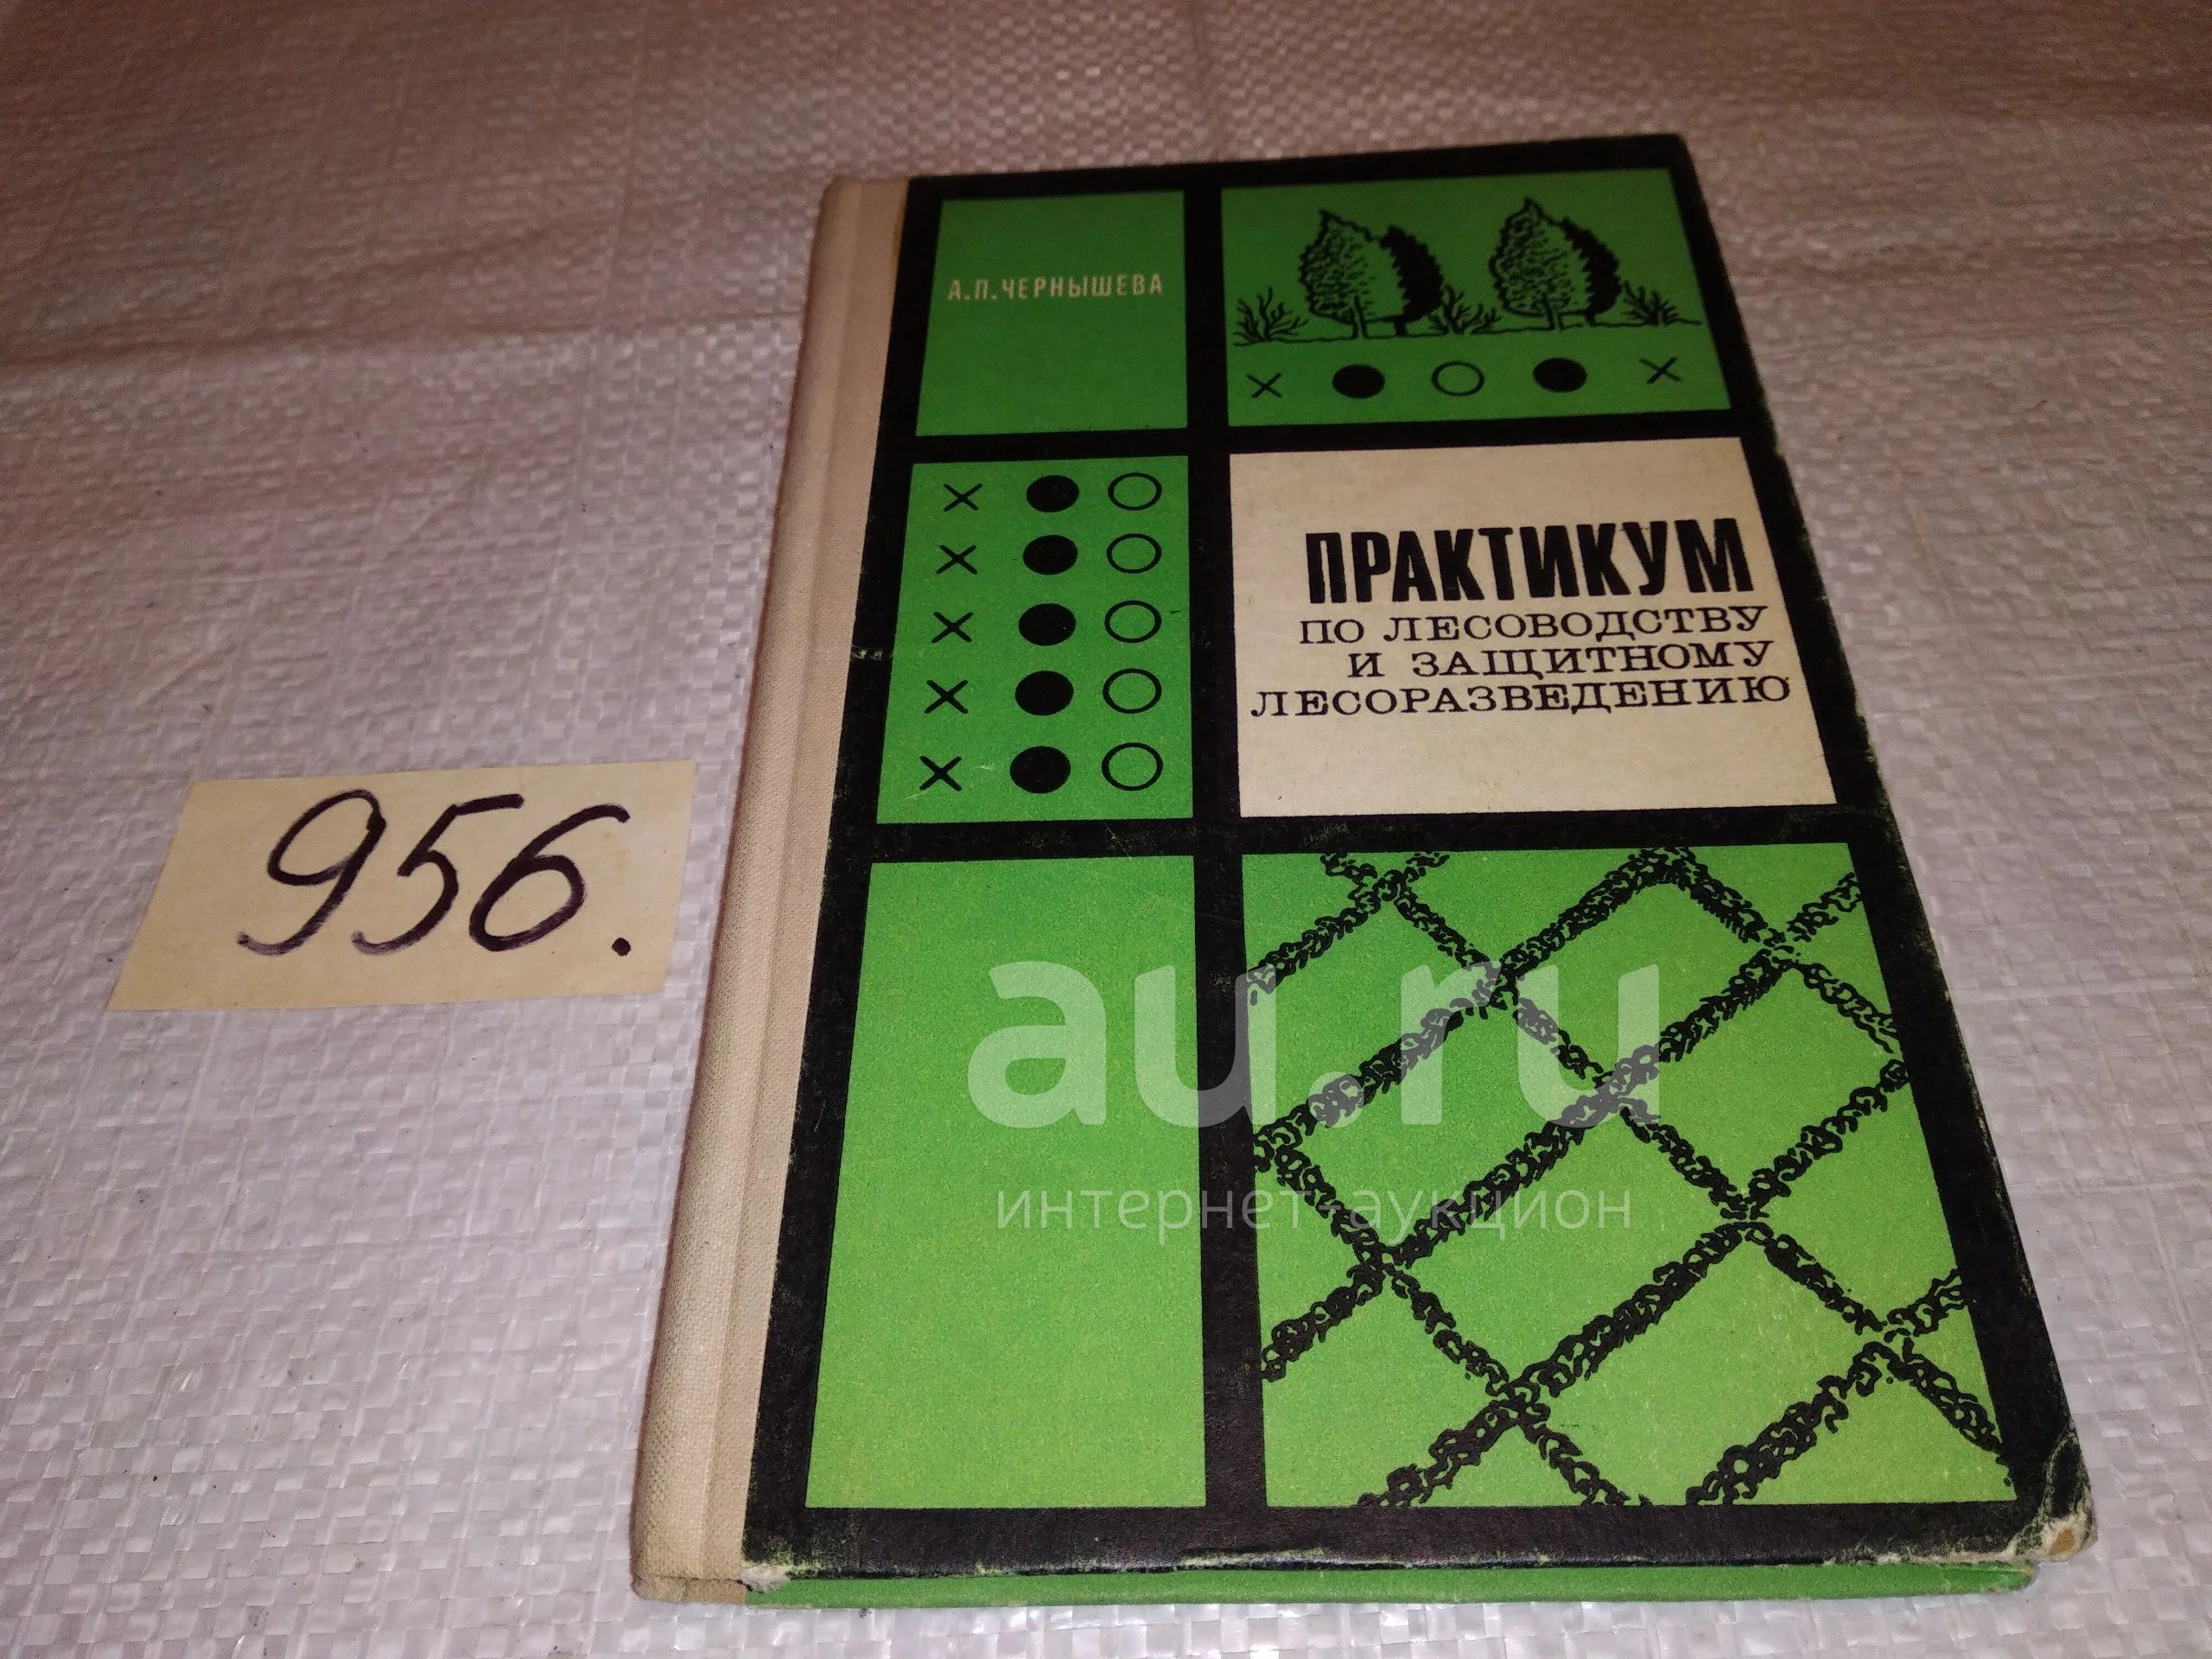 А.П.ЧЕРНЫШЕВА
ПРАКТИКУМ
ПО ЛЕСОВОДСТВУ
И ЗАЩИТНОМУ
ЛЕСОРАЗВЕДЕНИЮ
956.
au.ru
интернет аукцион